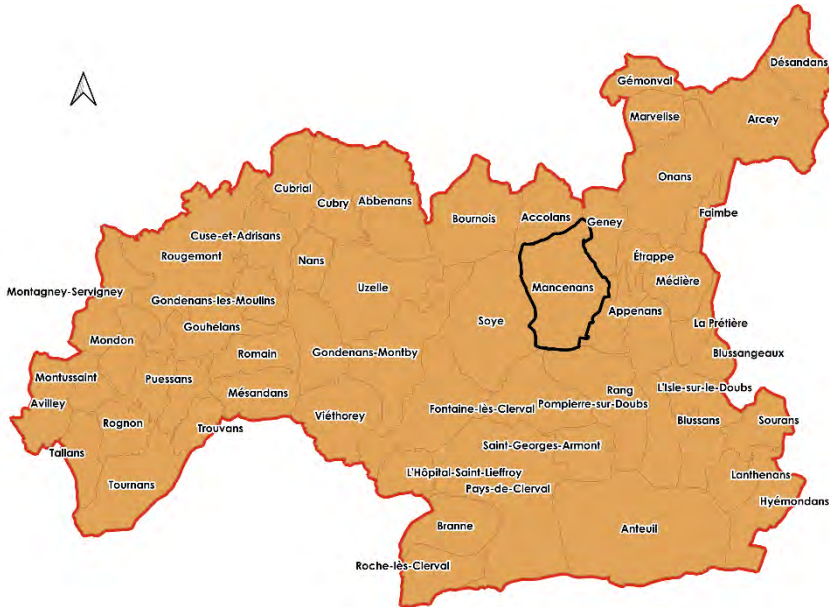 Désandans
Gémonval
Marvelise
Arcey
Onans
Cubrial
Cubry
Abbenans
Bournois
Accolans
Geney
Faimbe
Cuse-et-Adrisans
Rougemont
Nans
Étrappe
Médière
Montagney-Servigney
Uzelle
Mancenans
Gondenans-les-Moulins
Appenans
Gouhelans
Soye
La Prétière
Mondon
Romain
Gondenans-Montby
Blussangeaux
Montussaint
Puessans
Mésandans
Rang
L'Isle-sur-le-Doubs
Avilley
Viéthorey
Fontaine-lès-Clerval
Pompierre-sur-Doubs
Rognon
Trouvans
Blussans
Sourans
Saint-Georges-Armont
Tallans
L'Hôpital-Saint-Lieffroy
Lanthenans
Tournans
Pays-de-Clerval
Hyémondans
Branne
Anteuil
Roche-lès-Clerval